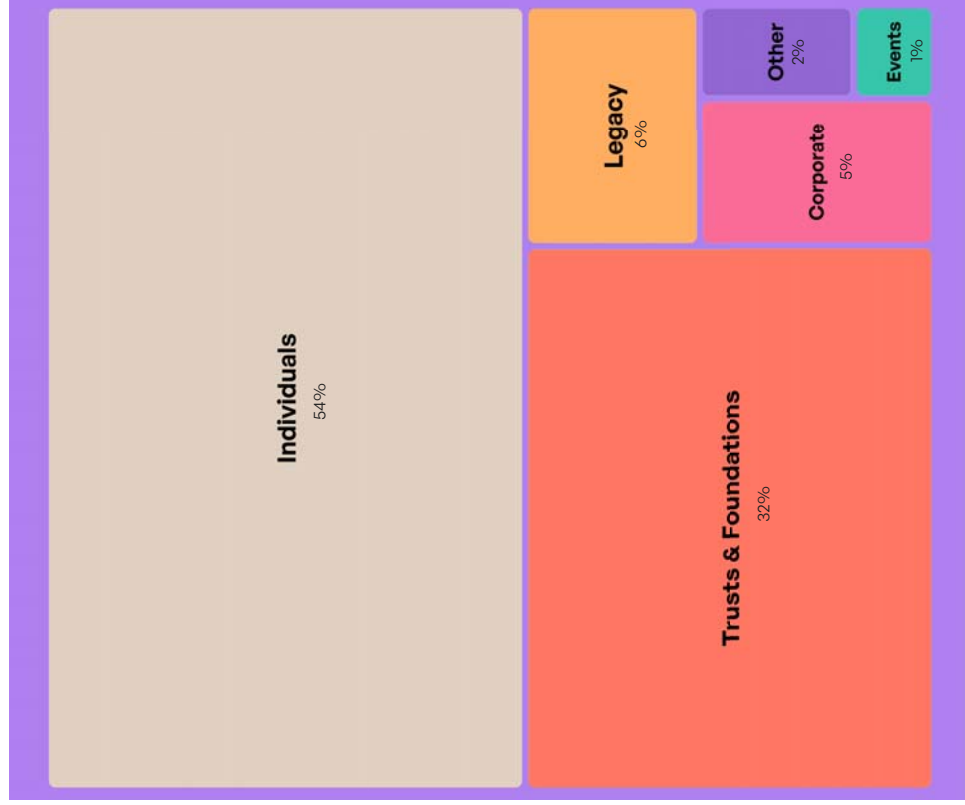 Individuals
54%
Trusts & Foundations
32%
Legacy
6%
Corporate
5%
Other
2%
Events
1%